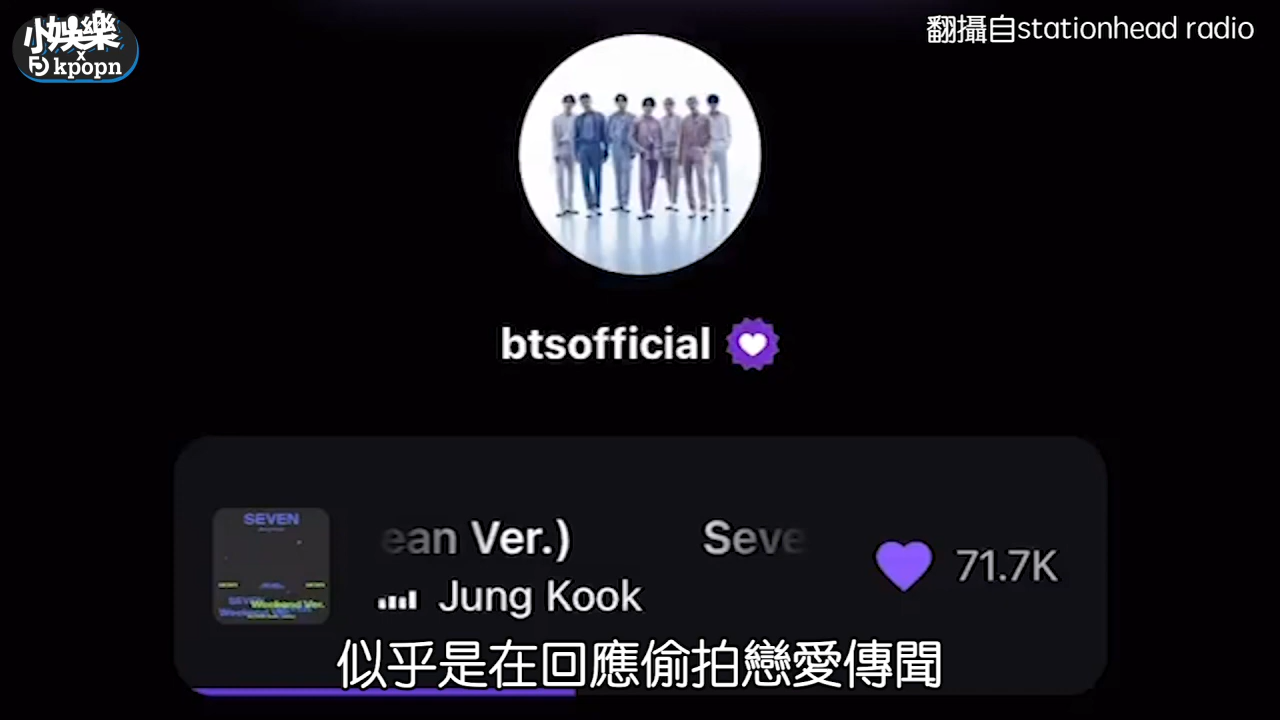 小娛樂
x
kpopn
翻攝自stationhead radio
btsofficial
SEVEN
ean Ver.) Seve
Weekend Ver.
Jung Kook
71.7K
似乎是在回應偷拍戀愛傳聞